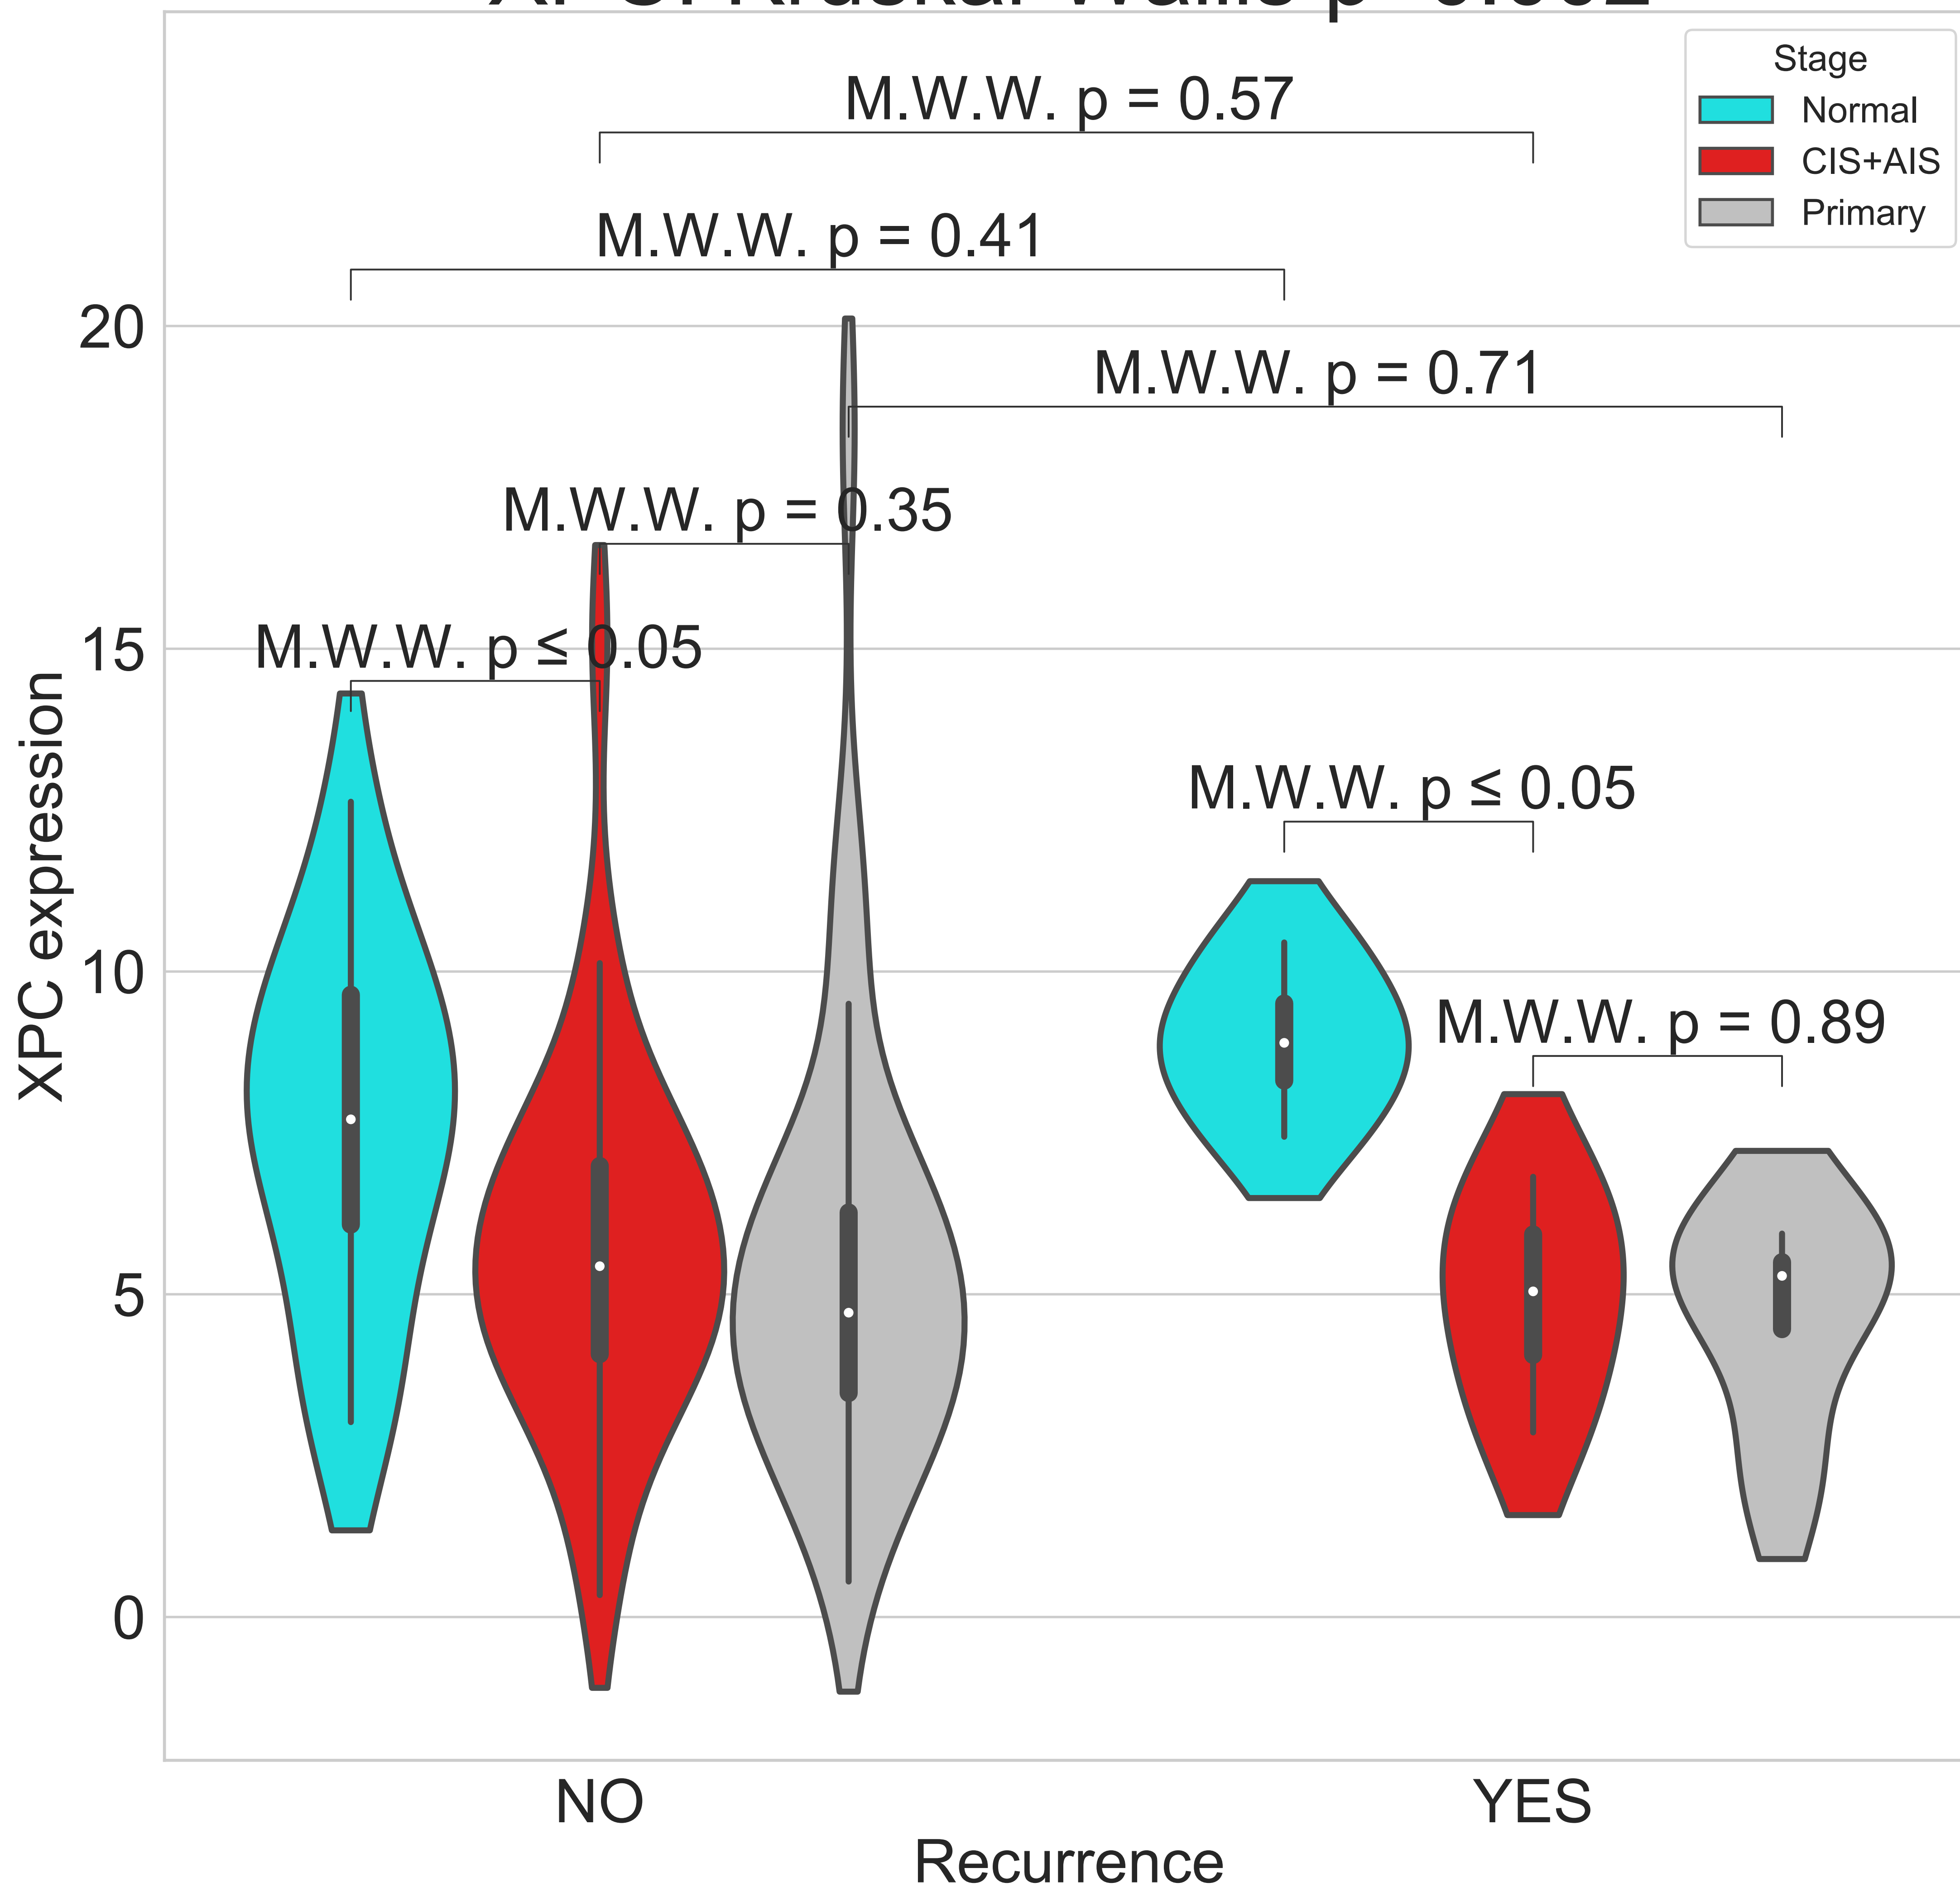 Stage
Normal
CIS+AIS
Primary
M.W.W. p = 0.57
M.W.W. p = 0.41
M.W.W. p = 0.71
M.W.W. p = 0.35
M.W.W. p ≤ 0.05
M.W.W. p ≤ 0.05
M.W.W. p = 0.89
XPC expression
20
15
10
5
0
NO
YES
Recurrence